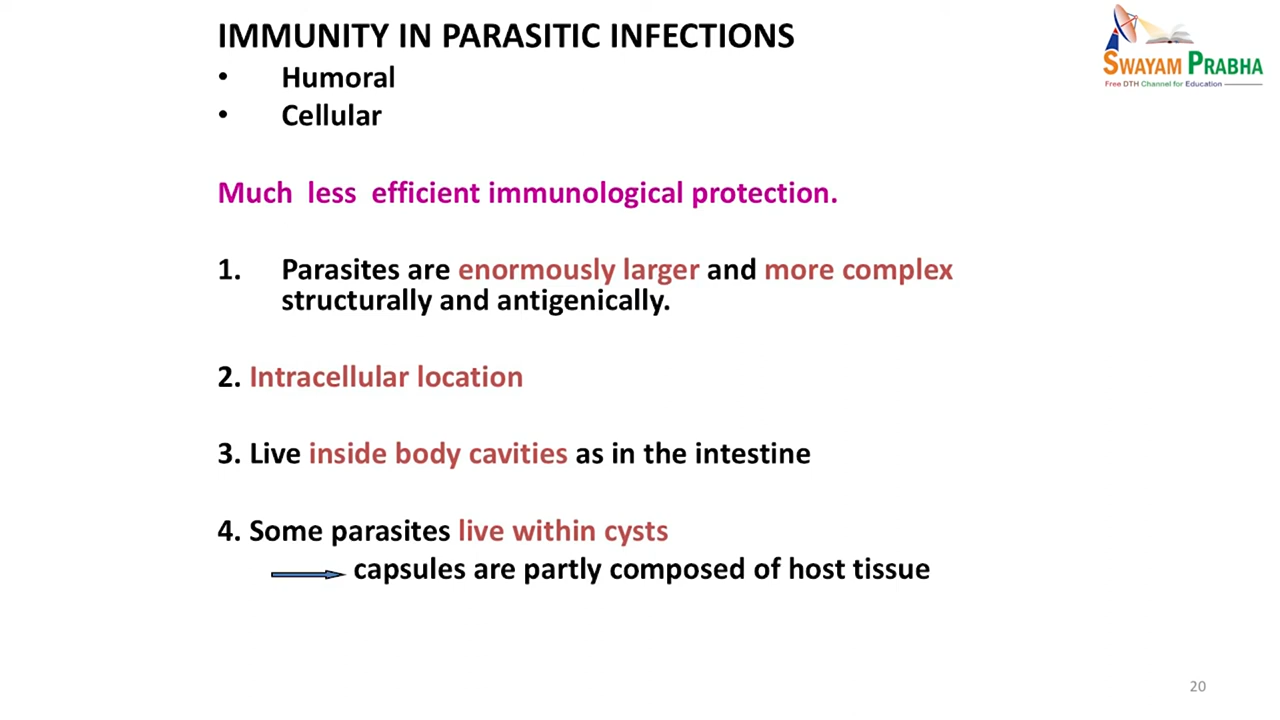 IMMUNITY IN PARASITIC INFECTIONS
• Humoral
• Cellular
Much less efficient immunological protection.
1. Parasites are enormously larger and more complex
structurally and antigenically.
2. Intracellular location
3. Live inside body cavities as in the intestine
4. Some parasites live within cysts
capsules are partly composed of host tissue
SWAYAM PRABHA
Free DTH Channel for Education
20